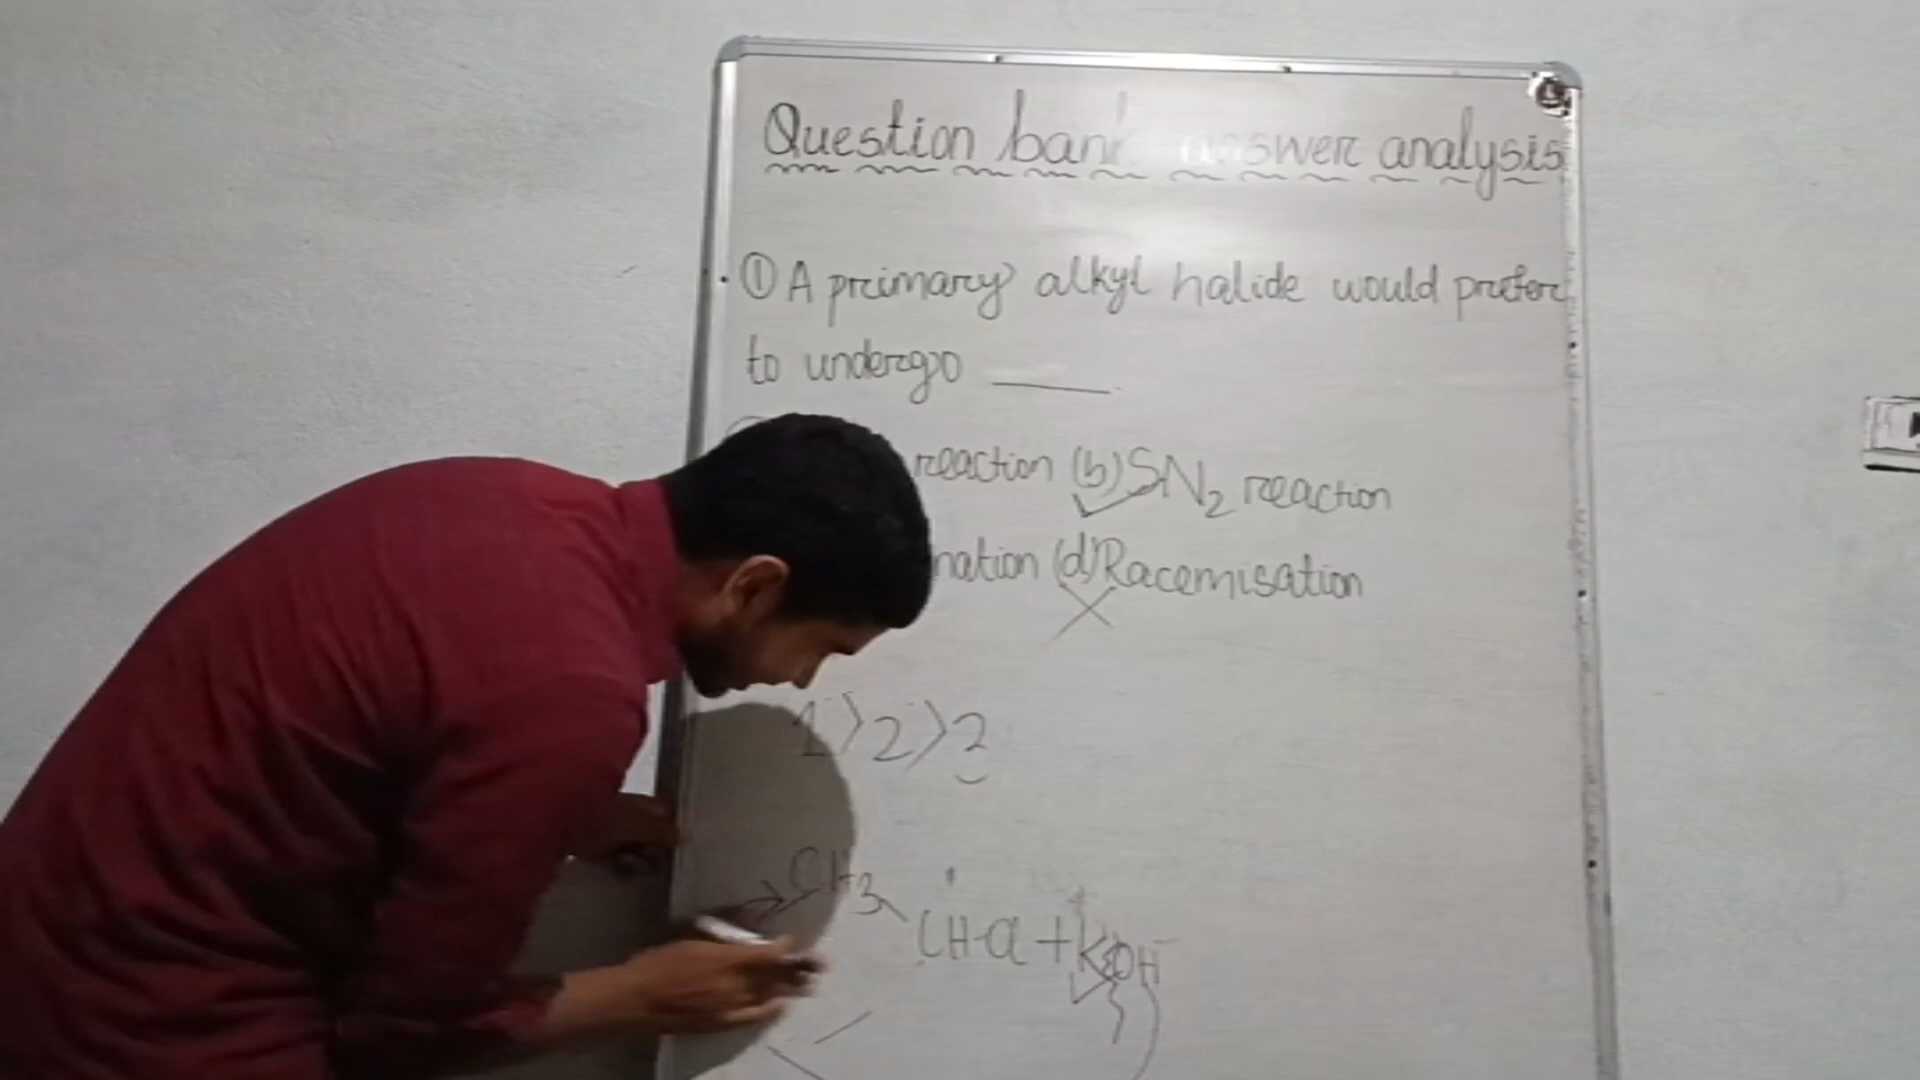 Question bank answer analysis
① A primary alkyl halide would prefer
to undergo ______
reaction (b) SN2 reaction
nation (d) Racemisation
1>2>3
CH3
CH-Cl + KOH